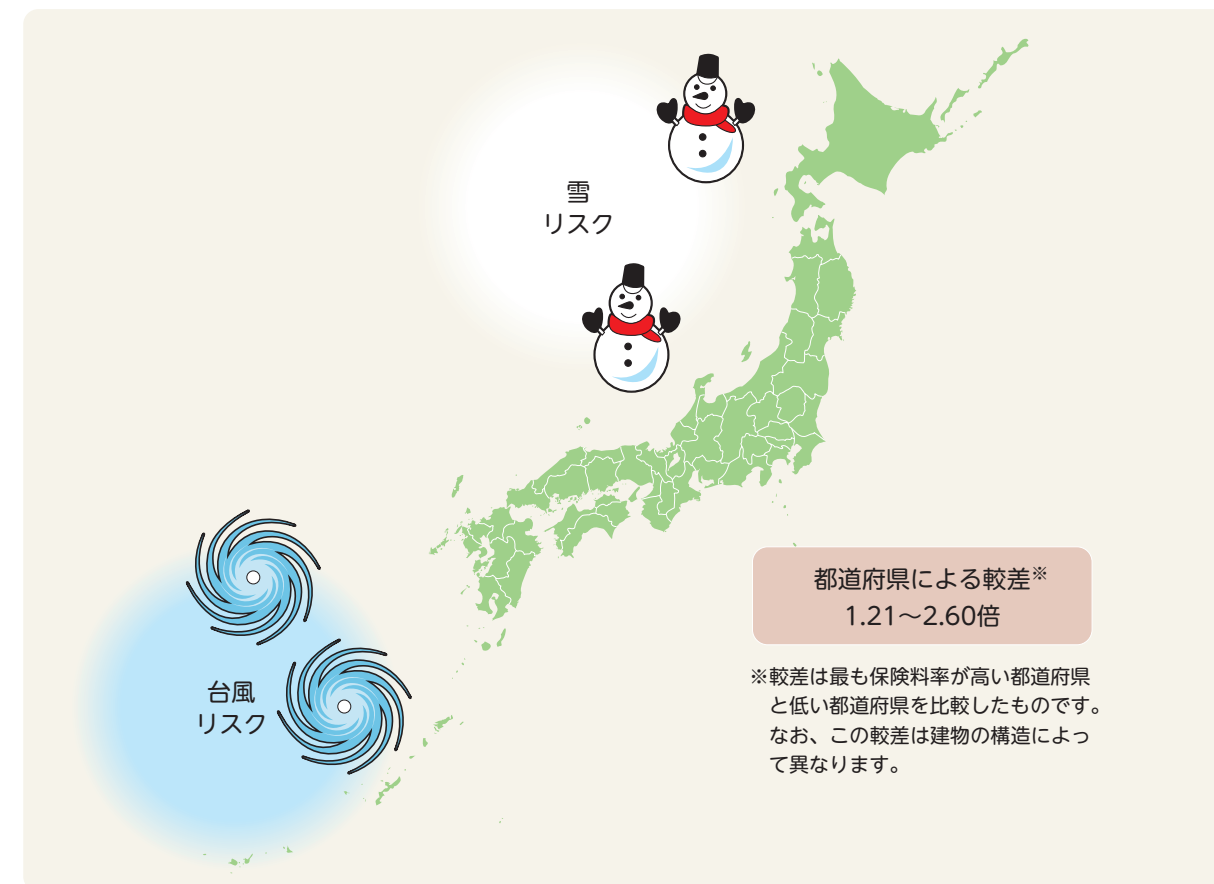 雪
リスク
台風
リスク
都道府県による較差※
1.21～2.60倍
※較差は最も保険料率が高い都道府県
と低い都道府県を比較したものです。
なお、この較差は建物の構造によっ
て異なります。